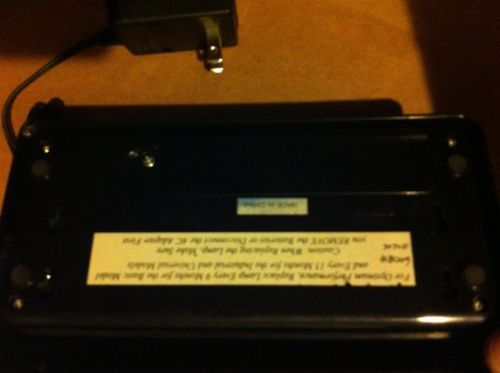 For Optimum Performance, Replace Lamp Every 9 Months for the Basic Model
and Every 15 Months for the Industrial and Universal Models
Caution, When Replacing the Lamp, Make Sure
you REMOVE the Batteries or Disconnect the AC Adapter First
MADE IN CHINA